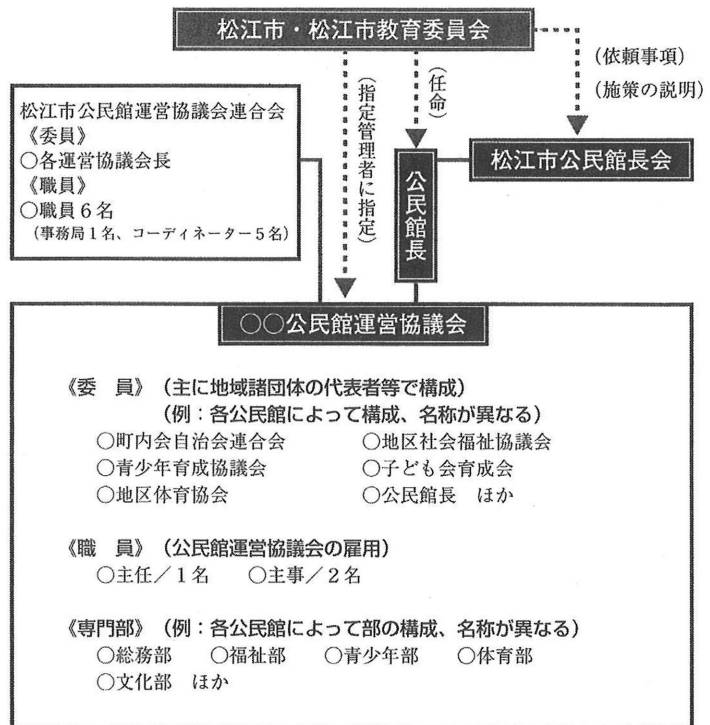 松江市・松江市教育委員会
(依頼事項)
(施策の説明)
(任命)
(指定管理者に指定)
松江市公民館運営協議会連合会
《委員》
○各運営協議会長
《職員》
○職員6名
(事務局1名、コーディネーター5名)
公民館長
松江市公民館長会
○○公民館運営協議会
《委　員》(主に地域諸団体の代表者等で構成)
(例：各公民館によって構成、名称が異なる)
○町内会自治会連合会　○地区社会福祉協議会
○青少年育成協議会　○子ども会育成会
○地区体育協会　○公民館長　ほか
《職　員》(公民館運営協議会の雇用)
○主任／1名　○主事／2名
《専門部》(例：各公民館によって部の構成、名称が異なる)
○総務部　○福祉部　○青少年部　○体育部
○文化部　ほか